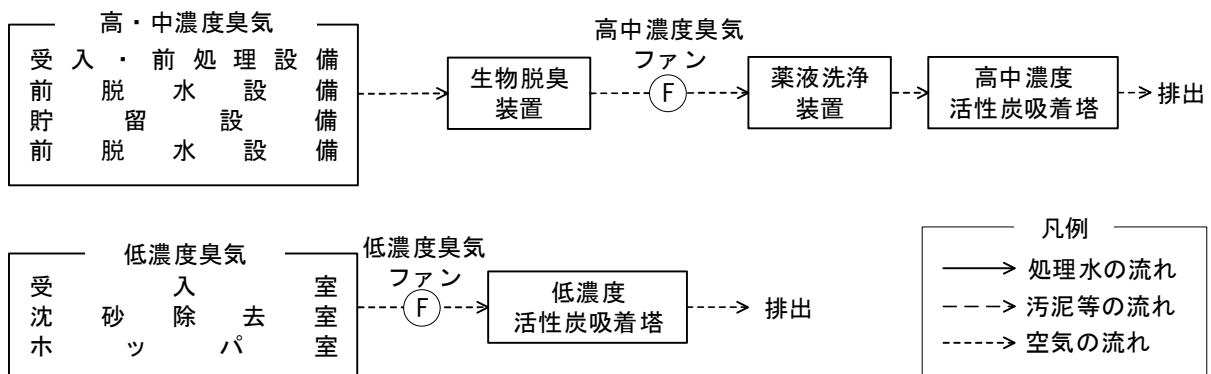 高・中濃度臭気
受入・前処理設備
前脱水設備
貯留設備
前脱水設備
生物脱臭
装置
高中濃度臭気
ファン
F
薬液洗浄
装置
高中濃度
活性炭吸着塔
排出
低濃度臭気
受入室
沈砂除去室
ホッパ室
低濃度臭気
ファン
F
低濃度
活性炭吸着塔
排出
凡例
処理水の流れ
汚泥等の流れ
空気の流れ